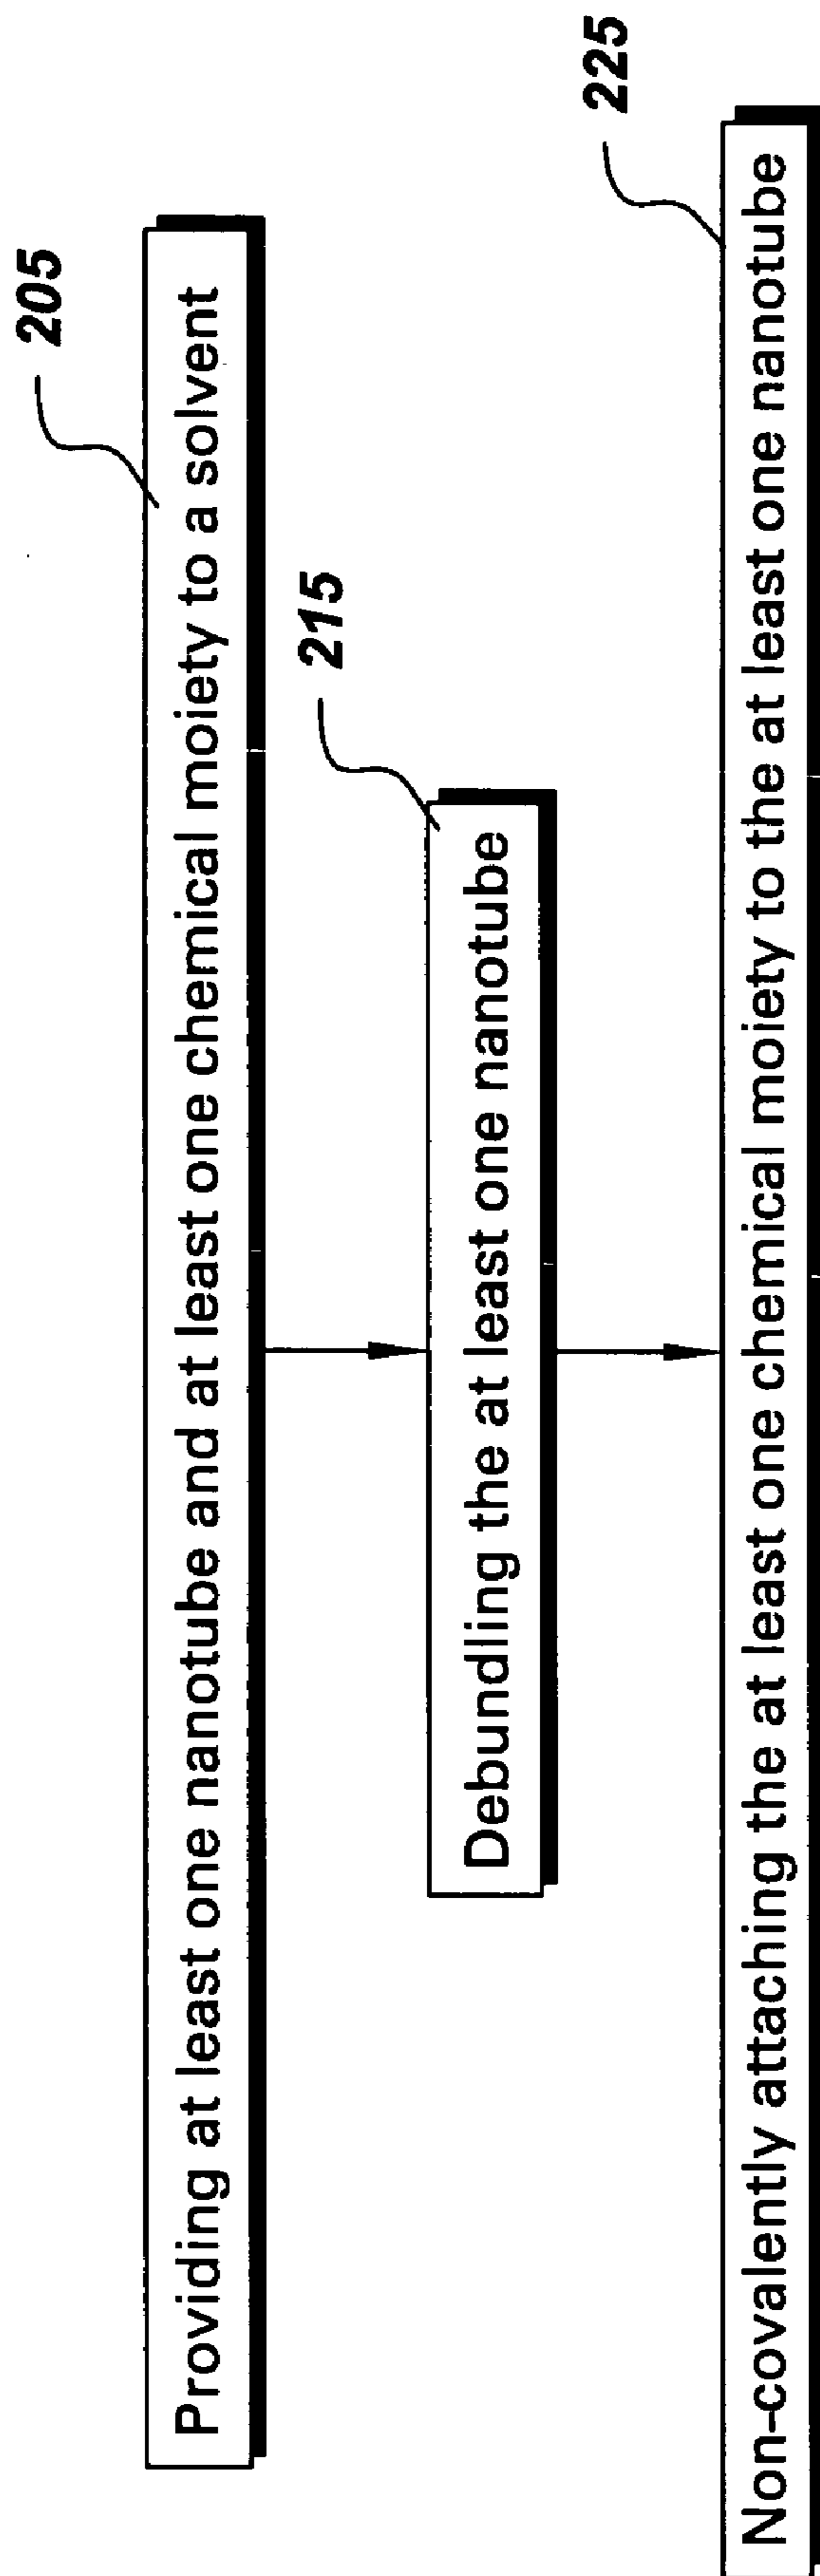 205
Providing at least one nanotube and at least one chemical moiety to a solvent
215
Debundling the at least one nanotube
225
Non-covalently attaching the at least one chemical moiety to the at least one nanotube